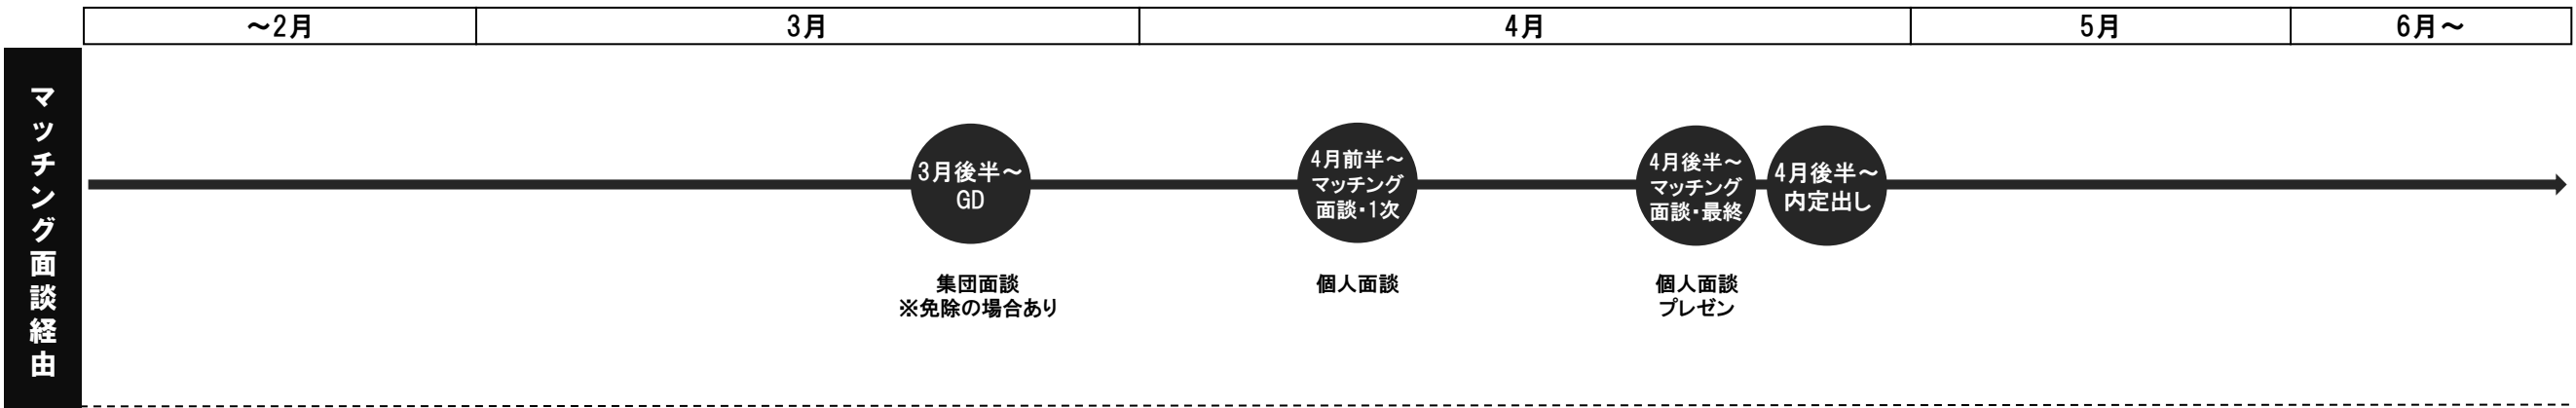 ～2月
3月
4月
5月
6月～
マッチング面談経由
3月後半～
GD
4月前半～
マッチング
面談・1次
4月後半～
マッチング
面談・最終
4月後半～
内定出し
集団面談
※免除の場合あり
個人面談
個人面談
プレゼン